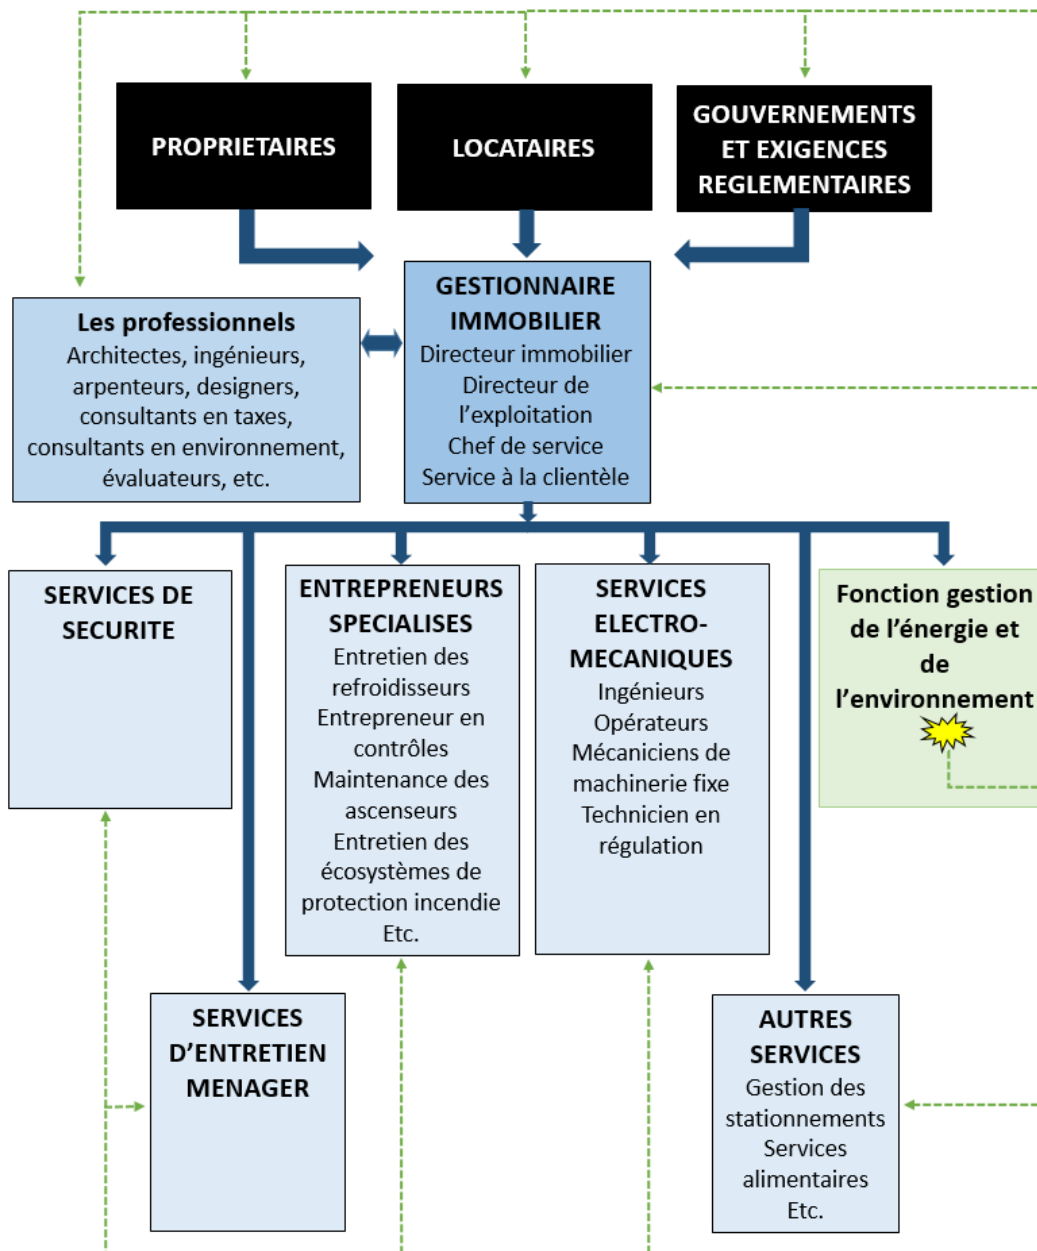 PROPRIETAIRES
LOCATAIRES
GOUVERNEMENTS
ET EXIGENCES
REGLEMENTAIRES
Les professionnels
Architectes, ingénieurs,
arpenteurs, designers,
consultants en taxes,
consultants en environnement,
évaluateurs, etc.
GESTIONNAIRE
IMMOBILIER
Directeur immobilier
Directeur de
l’exploitation
Chef de service
Service à la clientèle
SERVICES DE
SECURITE
ENTREPRENEURS
SPECIALISES
Entretien des
refroidisseurs
Entrepreneur en
contrôles
Maintenance des
ascenseurs
Entretien des
écosystèmes de
protection incendie
Etc.
SERVICES
ELECTRO-
MECANIQUES
Ingénieurs
Opérateurs
Mécaniciens de
machinerie fixe
Technicien en
régulation
Fonction gestion
de l’énergie et
de
l’environnement
SERVICES
D’ENTRETIEN
MENAGER
AUTRES
SERVICES
Gestion des
stationnements
Services
alimentaires
Etc.